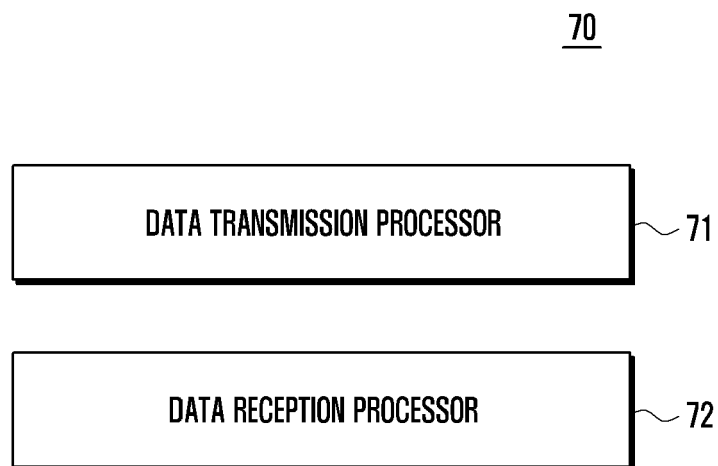 70
DATA TRANSMISSION PROCESSOR
71
DATA RECEPTION PROCESSOR
72